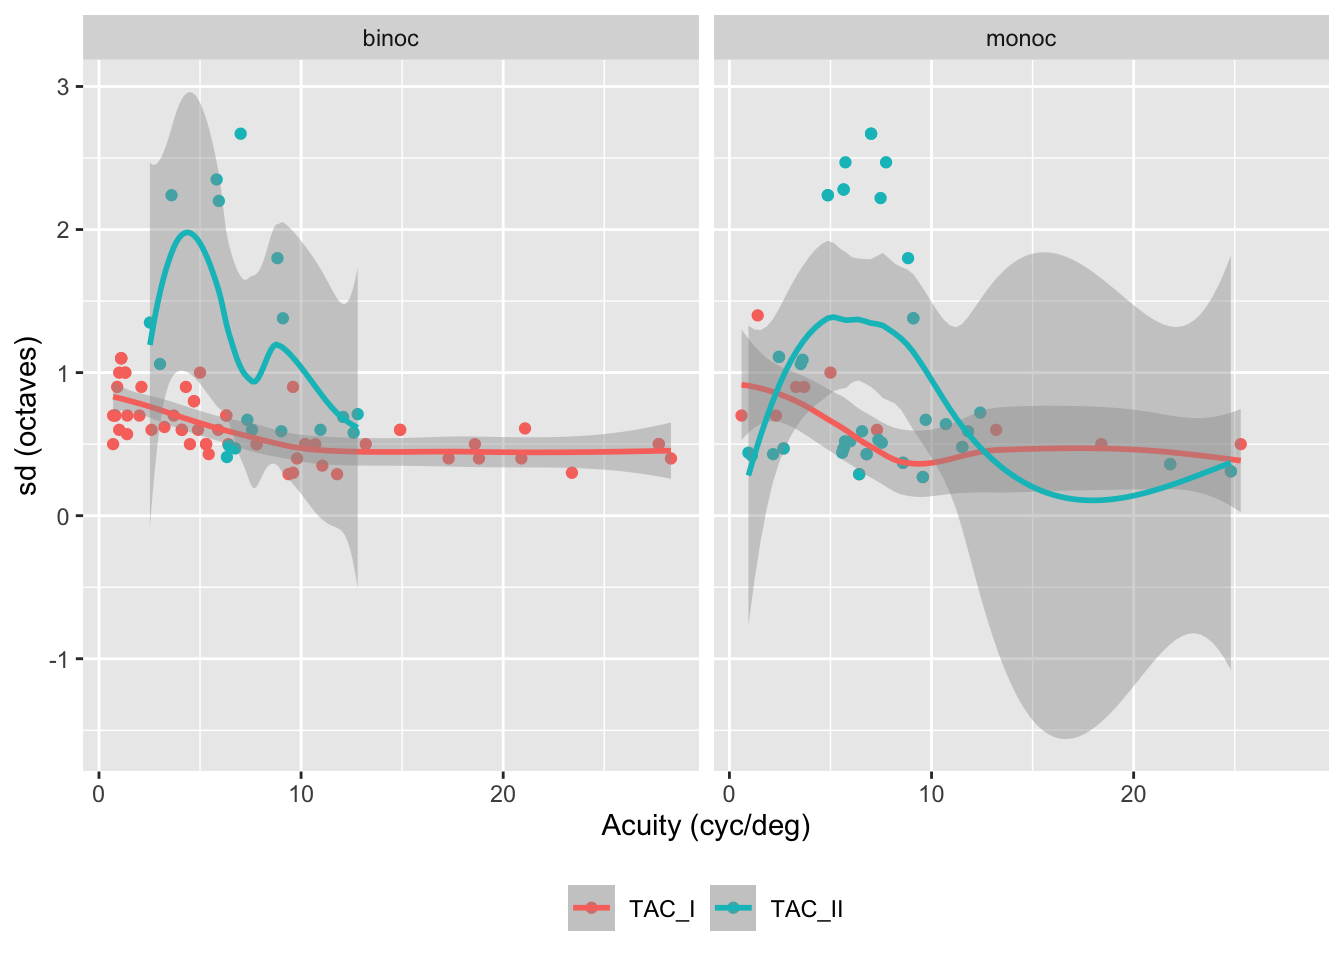 binoc monoc
3
2
1
0
-1
sd (octaves)
0 10 20 0 10 20
Acuity (cyc/deg)
TAC_I TAC_II